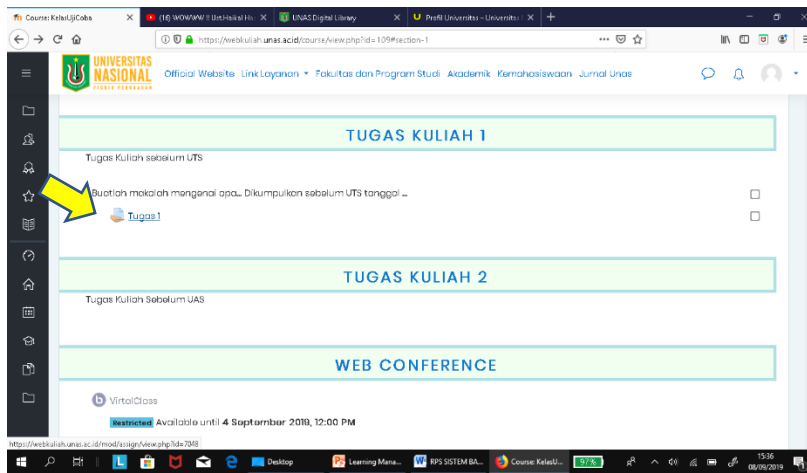 Course: KelasUjiCoba
(16) WOWWW !! Ust.Haikal Ha
UNAS Digital Library
Profil Universitas – Universitas
https://webkuliah.unas.ac.id/course/view.php?id=109#section-1
UNIVERSITAS
NASIONAL
Official Website Link Layanan Fakultas dan Program Studi Akademik Kemahasiswaan Jurnal Unas
TUGAS KULIAH 1
Tugas Kuliah sebelum UTS
Buatlah makalah mengenai apa... Dikumpulkan sebelum UTS tanggal ...
Tugas 1
TUGAS KULIAH 2
Tugas Kuliah Sebelum UAS
WEB CONFERENCE
VirtalClass
Restricted Available until 4 September 2019, 12:00 PM
https://webkuliah.unas.ac.id/mod/assign/view.php?id=7048
Desktop
Learning Mana...
RPS SISTEM BA...
Course: KelasU...
97%
15:36
08/09/2019